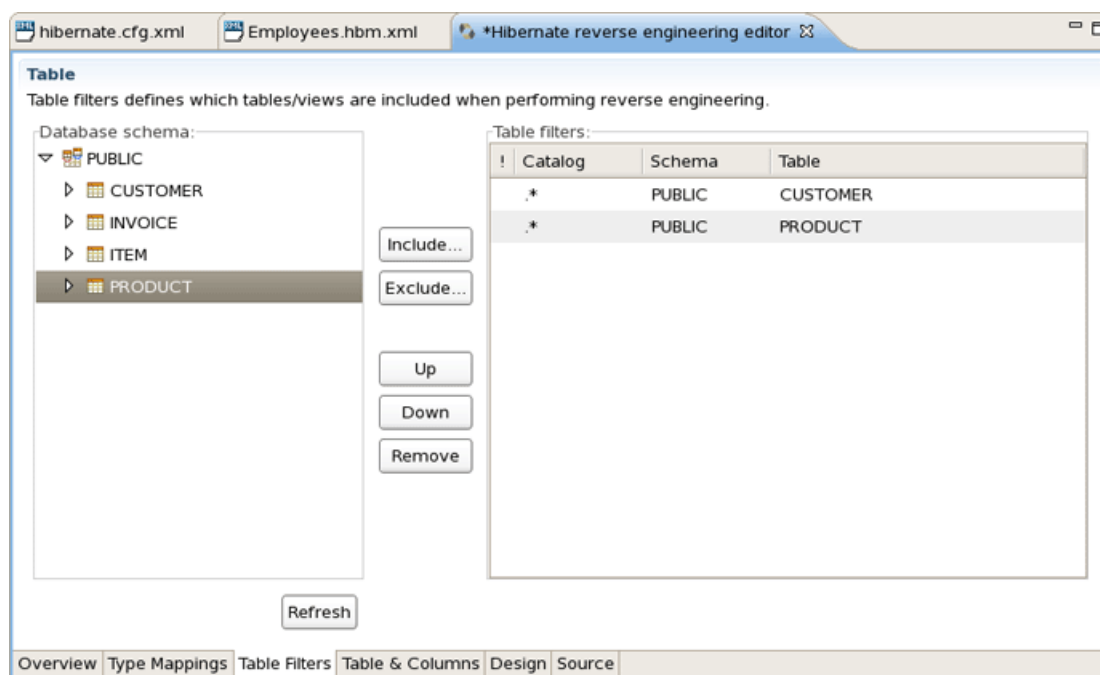 hibernate.cfg.xml Employees.hbm.xml *Hibernate reverse engineering editor
Table
Table filters defines which tables/views are included when performing reverse engineering.
Database schema:
PUBLIC
CUSTOMER
INVOICE
ITEM
PRODUCT
Include...
Exclude...
Up
Down
Remove
Table filters:
! Catalog Schema Table
.* PUBLIC CUSTOMER
.* PUBLIC PRODUCT
Refresh
Overview Type Mappings Table Filters Table & Columns Design Source